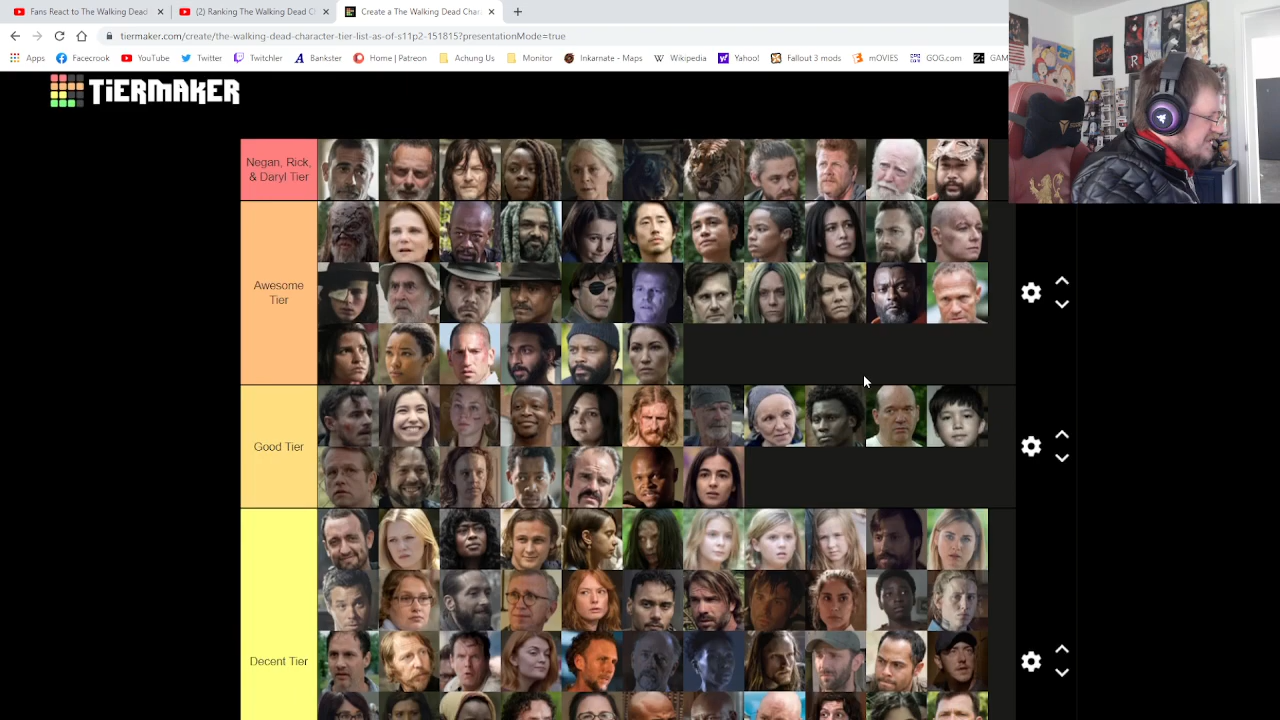 Fans React to The Walking Dead
(2) Ranking The Walking Dead C
Create a The Walking Dead Char
tiermaker.com/create/the-walking-dead-character-tier-list-as-of-s11p2-151815?presentationMode=true
Apps
Facecrook
YouTube
Twitter
Twitchler
Bankster
Home | Patreon
Achung Us
Monitor
Inkarnate - Maps
Wikipedia
Yahoo!
Fallout 3 mods
mOVIES
GOG.com
GAM
TiERMAKER
Negan, Rick,
& Daryl Tier
Awesome
Tier
Good Tier
Decent Tier